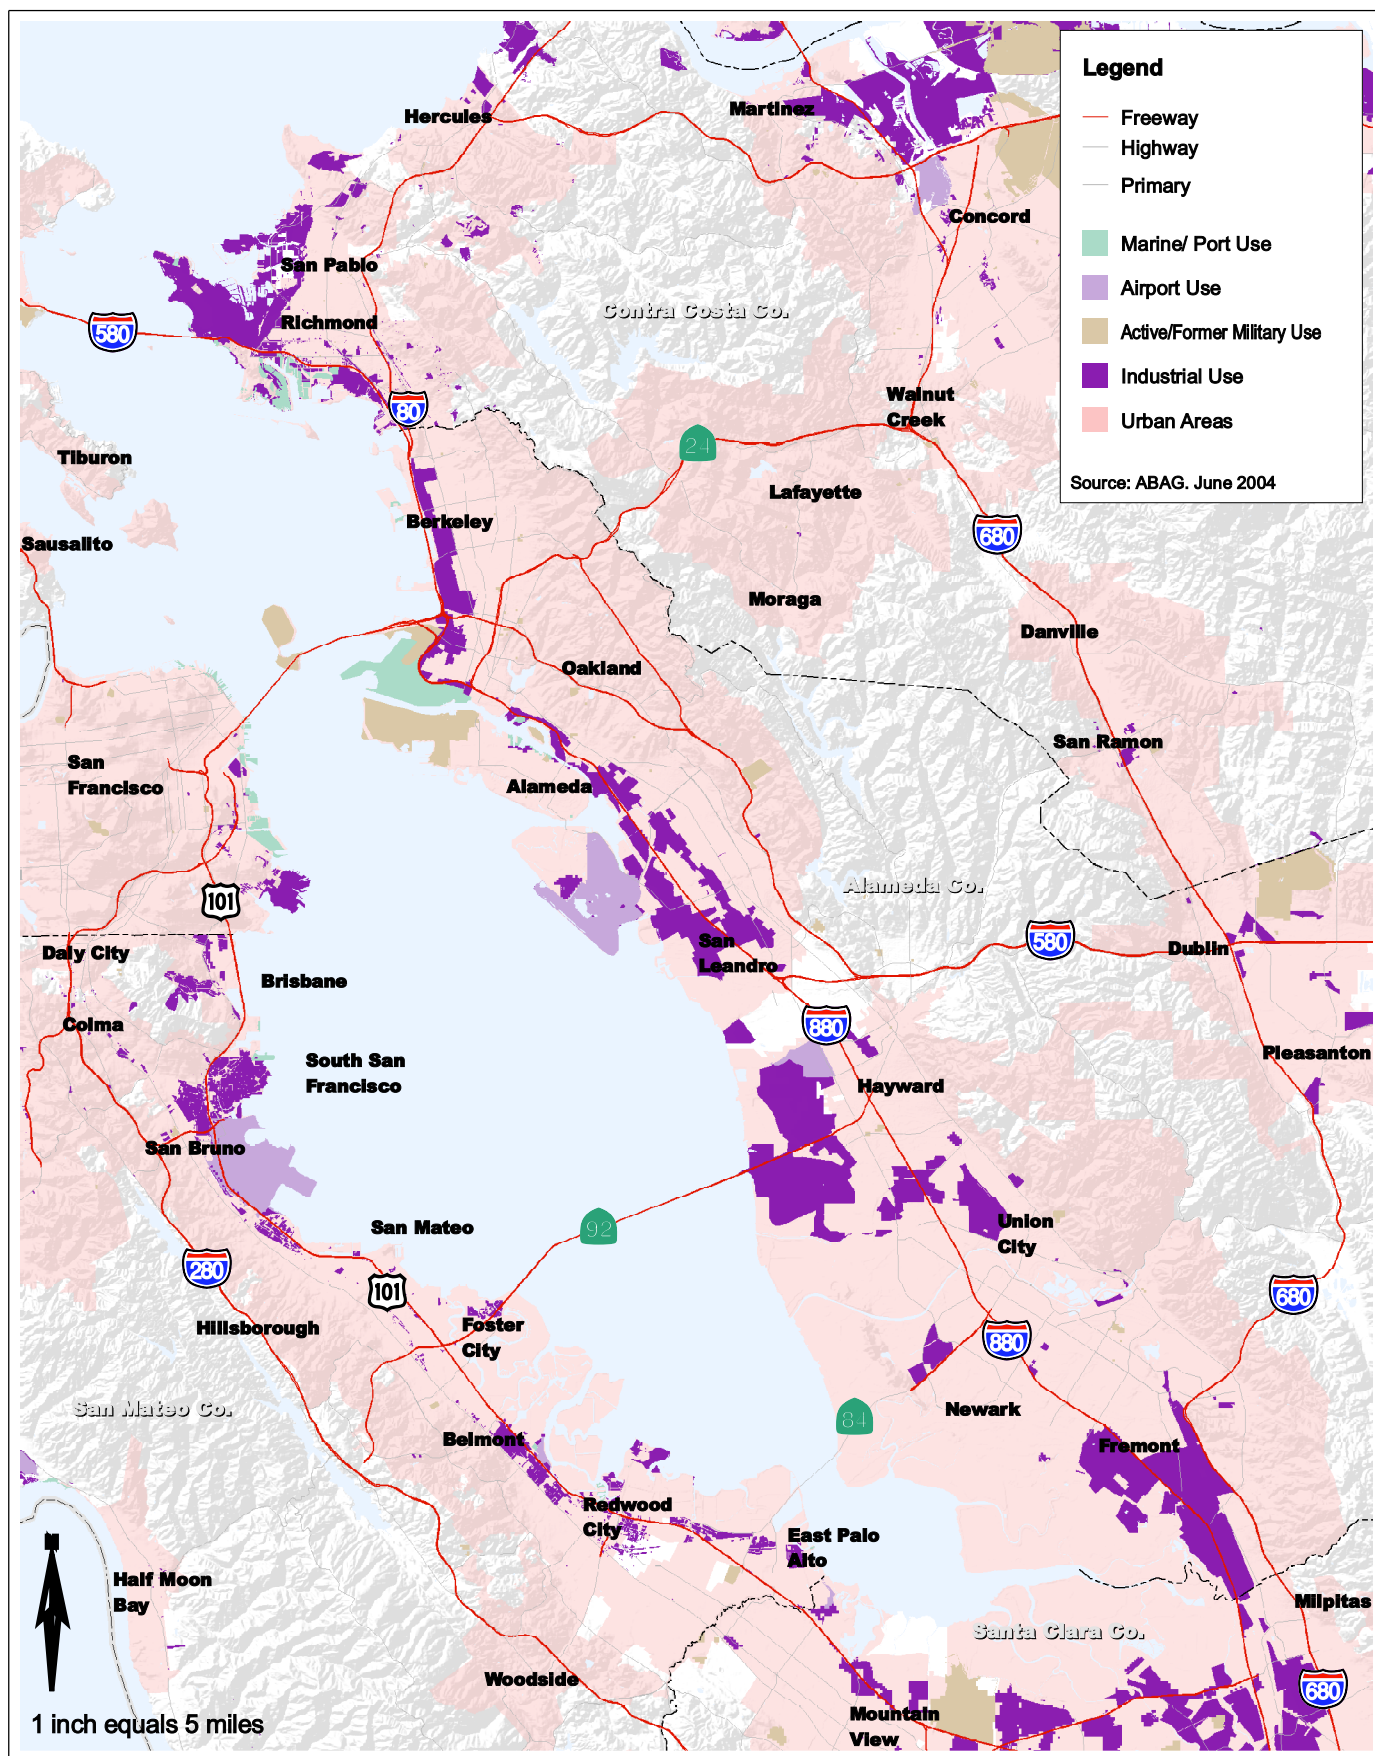 Legend
Freeway
Highway
Primary
Marine/ Port Use
Airport Use
Active/Former Military Use
Industrial Use
Urban Areas
Source: ABAG. June 2004
Hercules
Martinez
Concord
San Pablo
Contra Costa Co.
Richmond
580
80
Walnut
Creek
24
Tiburon
Lafayette
Berkeley
680
Sausalito
Moraga
Danville
Oakland
San
Francisco
San Ramon
Alameda
Alameda Co.
101
San
Leandro
580
Dublin
Daly City
Brisbane
Colma
880
Pleasanton
South San
Francisco
Hayward
San Bruno
San Mateo
92
Union
City
280
101
680
Hillsborough
Foster
City
880
San Mateo Co.
84
Newark
Belmont
Fremont
Redwood
City
East Palo
Alto
Half Moon
Bay
Milpitas
Santa Clara Co.
Woodside
680
Mountain
View
1 inch equals 5 miles